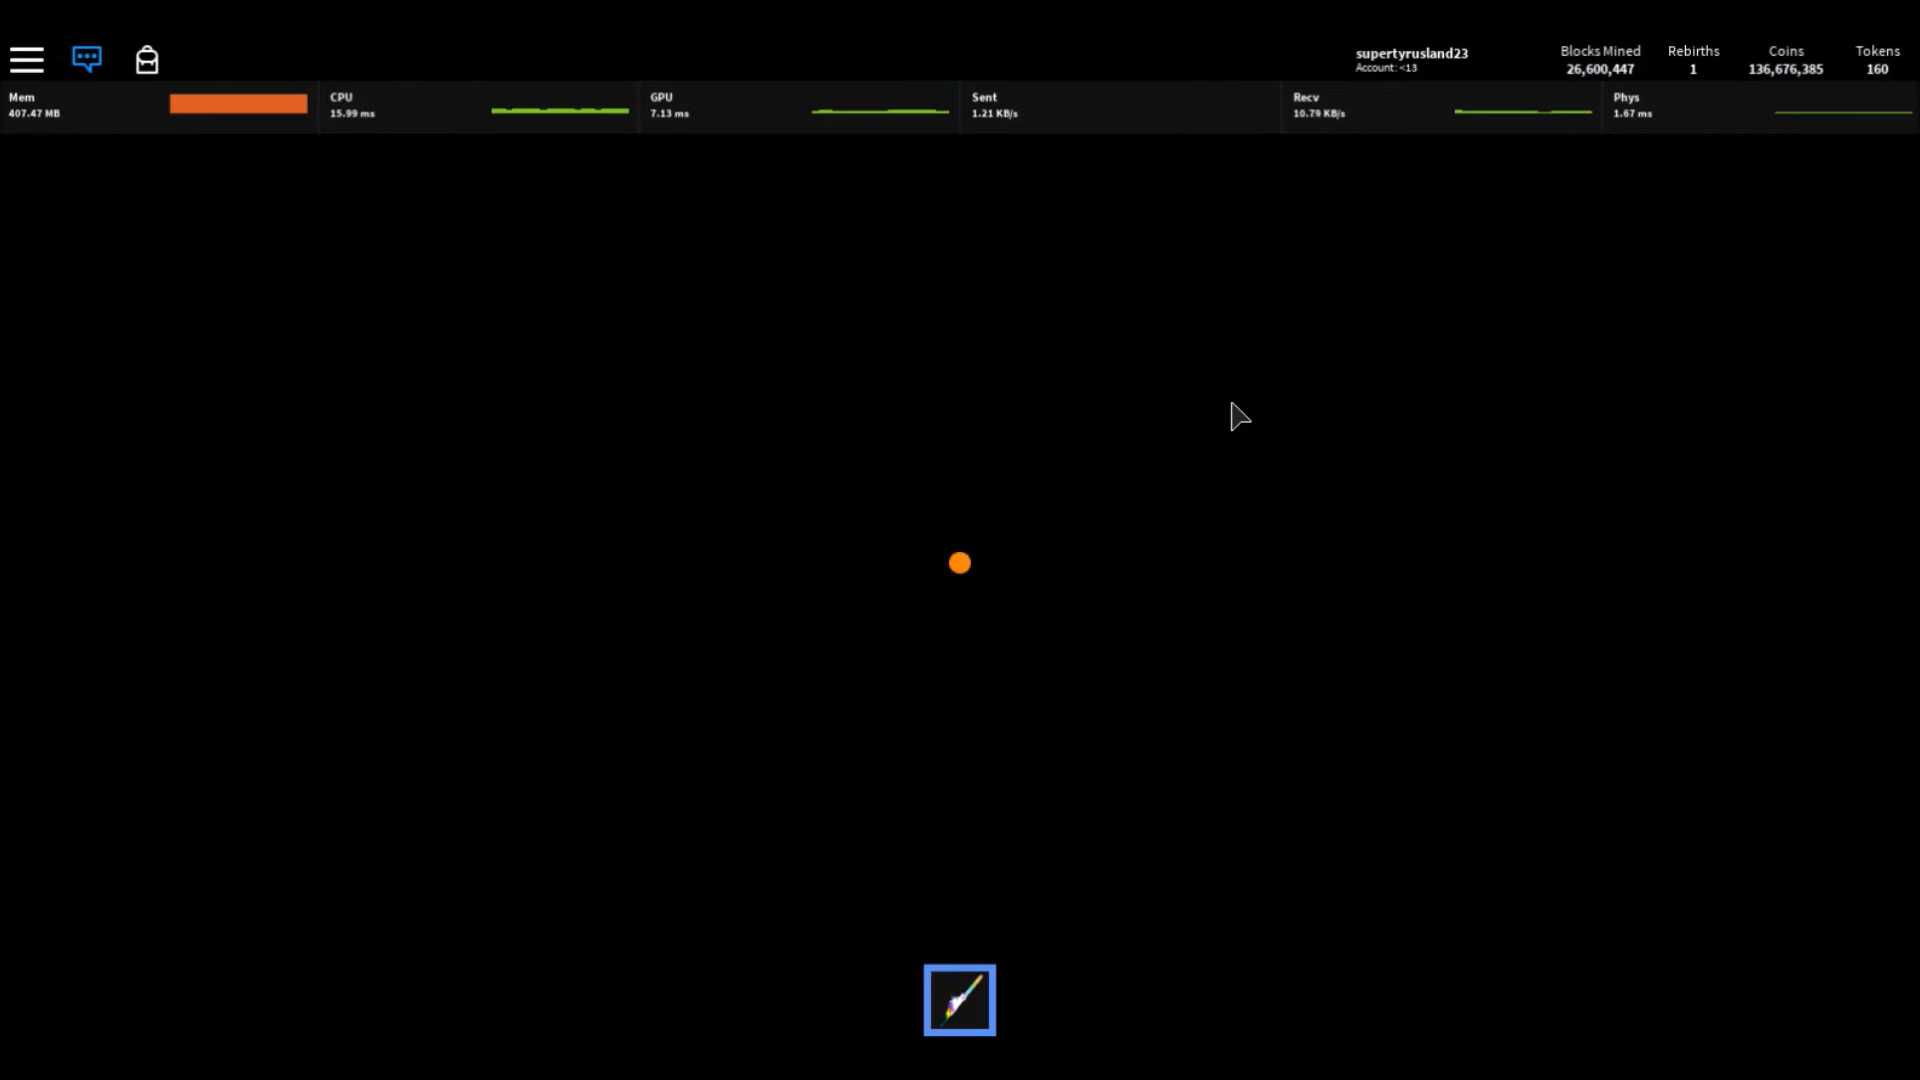 supertyrusland23
Account: <13
Blocks Mined Rebirths Coins Tokens
26,600,447 1 136,676,385 160
Mem CPU GPU Sent Recv Phys
407.47 MB 15.99 ms 7.13 ms 1.21 KB/s 10.79 KB/s 1.67 ms